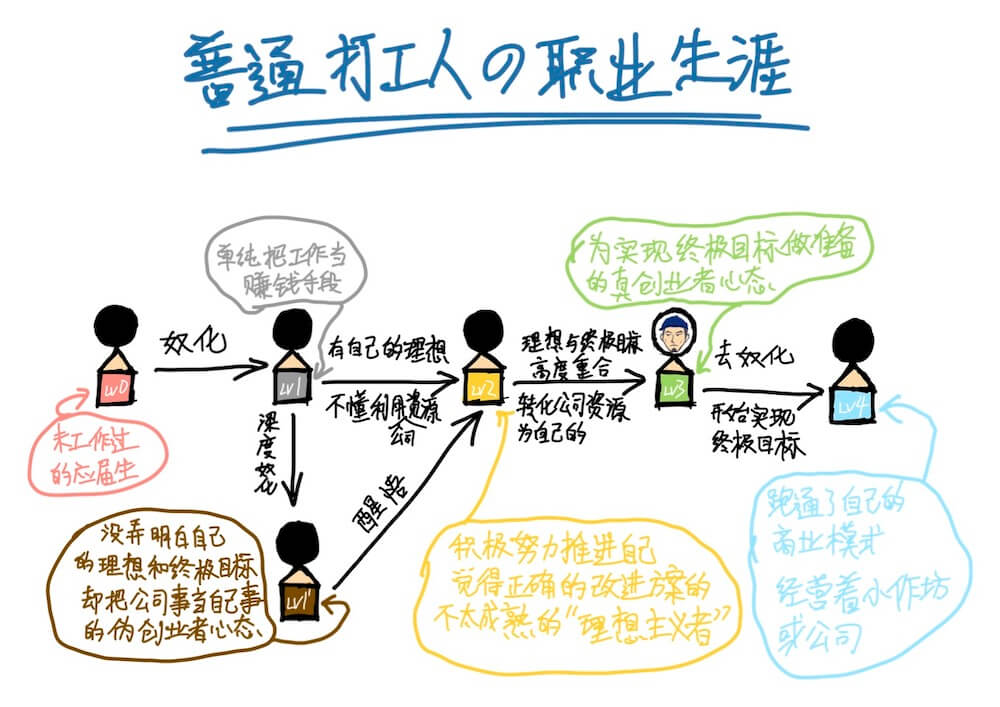 普通打工人の职业生涯
单纯把工作当
赚钱手段
为实现终极目标做准备
的真创业者心态、
奴化
有自己的理想
不懂利用资源
公司
理想与终极目标
高度重合
转化公司资源
为自己的
去奴化
开始实现
终极目标
LV0
LV1
LV2
LV3
LV4
未工作过
的应届生
深度奴化
醒悟
没弄明白自己
的理想和终极目标
却把公司事当自己事
的伪创业者心态、
LV1'
积极努力推进自己
觉得正确的改进方案的
不太成熟的“理想主义者”
跑通了自己的
商业模式
经营着小作坊
或公司